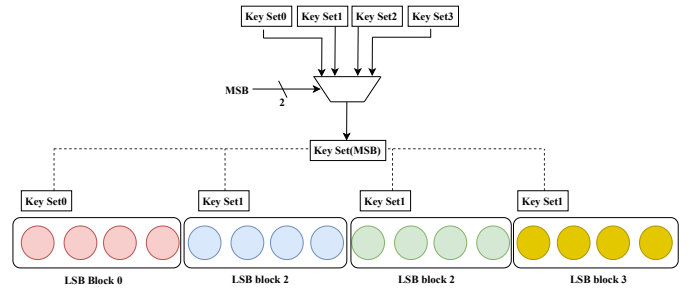 Key Set0 Key Set1 Key Set2 Key Set3
MSB
2
Key Set(MSB)
Key Set0 Key Set1 Key Set1 Key Set1
LSB Block 0 LSB block 2 LSB block 2 LSB block 3